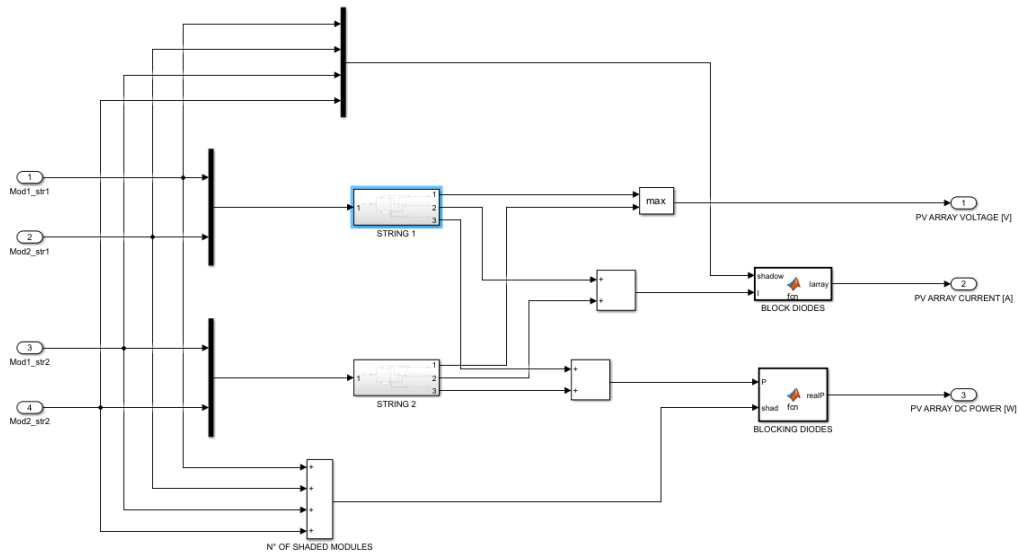 1
Mod1_str1
2
Mod2_str1
3
Mod1_str2
4
Mod2_str2
1
1
2
3
STRING 1
1
1
2
3
STRING 2
max
+
+
+
+
+
+
+
+
N° OF SHADED MODULES
shadow
I
Iarray
fcn
BLOCK DIODES
P
shad
realP
fcn
BLOCKING DIODES
1
PV ARRAY VOLTAGE [V]
2
PV ARRAY CURRENT [A]
3
PV ARRAY DC POWER [W]